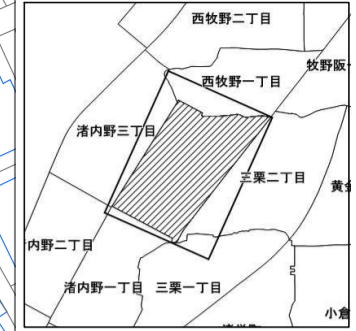 西牧野二丁目
牧野阪
西牧野一丁目
渚内野三丁目
三栗二丁目
黄金
内野二丁目
渚内野一丁目
三栗一丁目
小倉